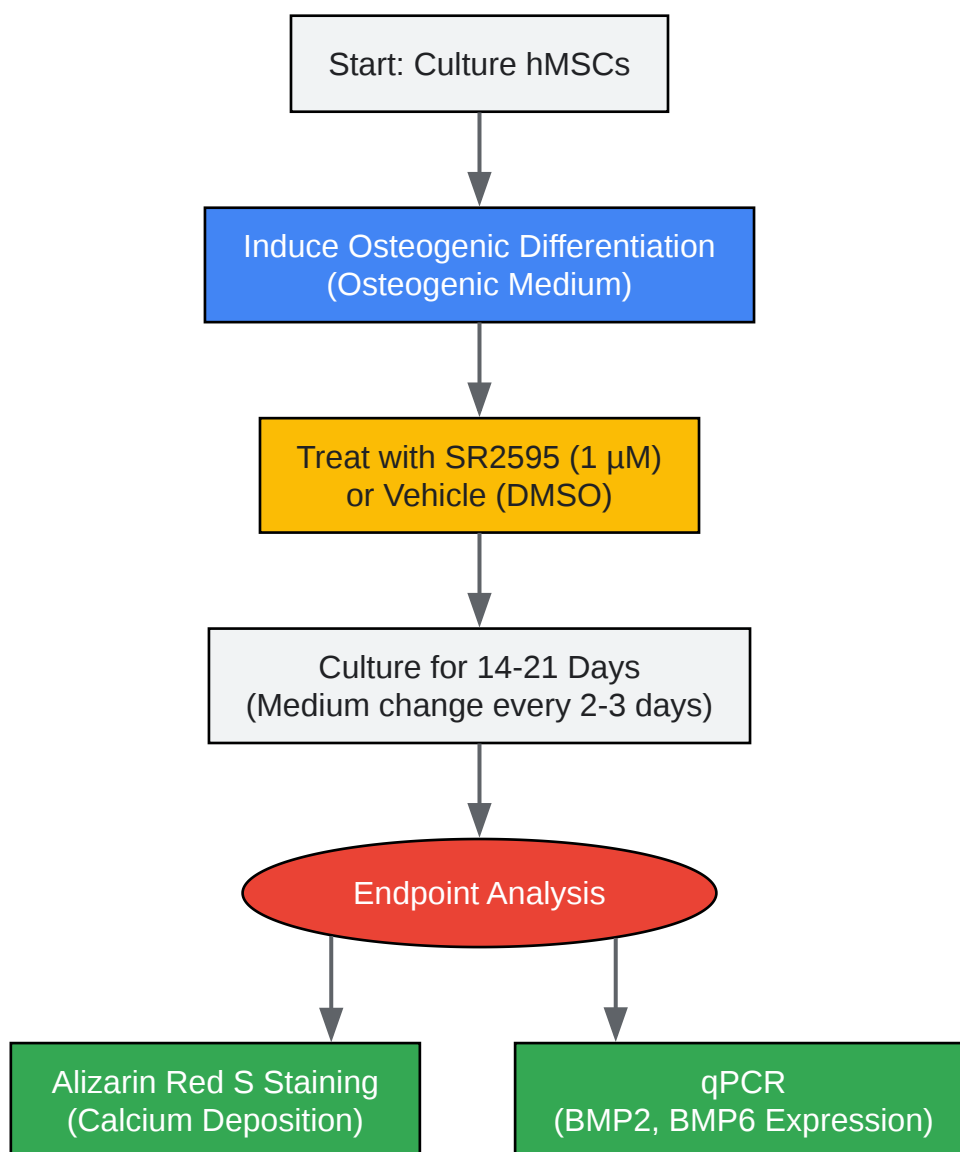 Start: Culture hMSCs
Induce Osteogenic Differentiation
(Osteogenic Medium)
Treat with SR2595 (1 µM)
or Vehicle (DMSO)
Culture for 14-21 Days
(Medium change every 2-3 days)
Endpoint Analysis
Alizarin Red S Staining
(Calcium Deposition)
qPCR
(BMP2, BMP6 Expression)